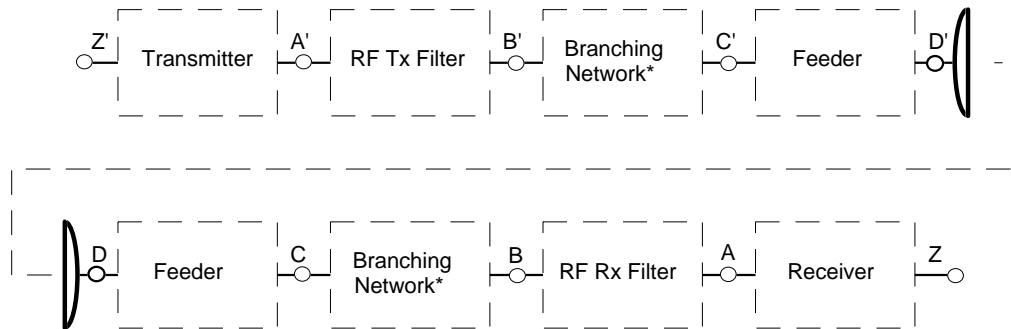 Z'
Transmitter
A'
RF Tx Filter
B'
Branching
Network*
C'
Feeder
D'
D
Feeder
C
Branching
Network*
B
RF Rx Filter
A
Receiver
Z